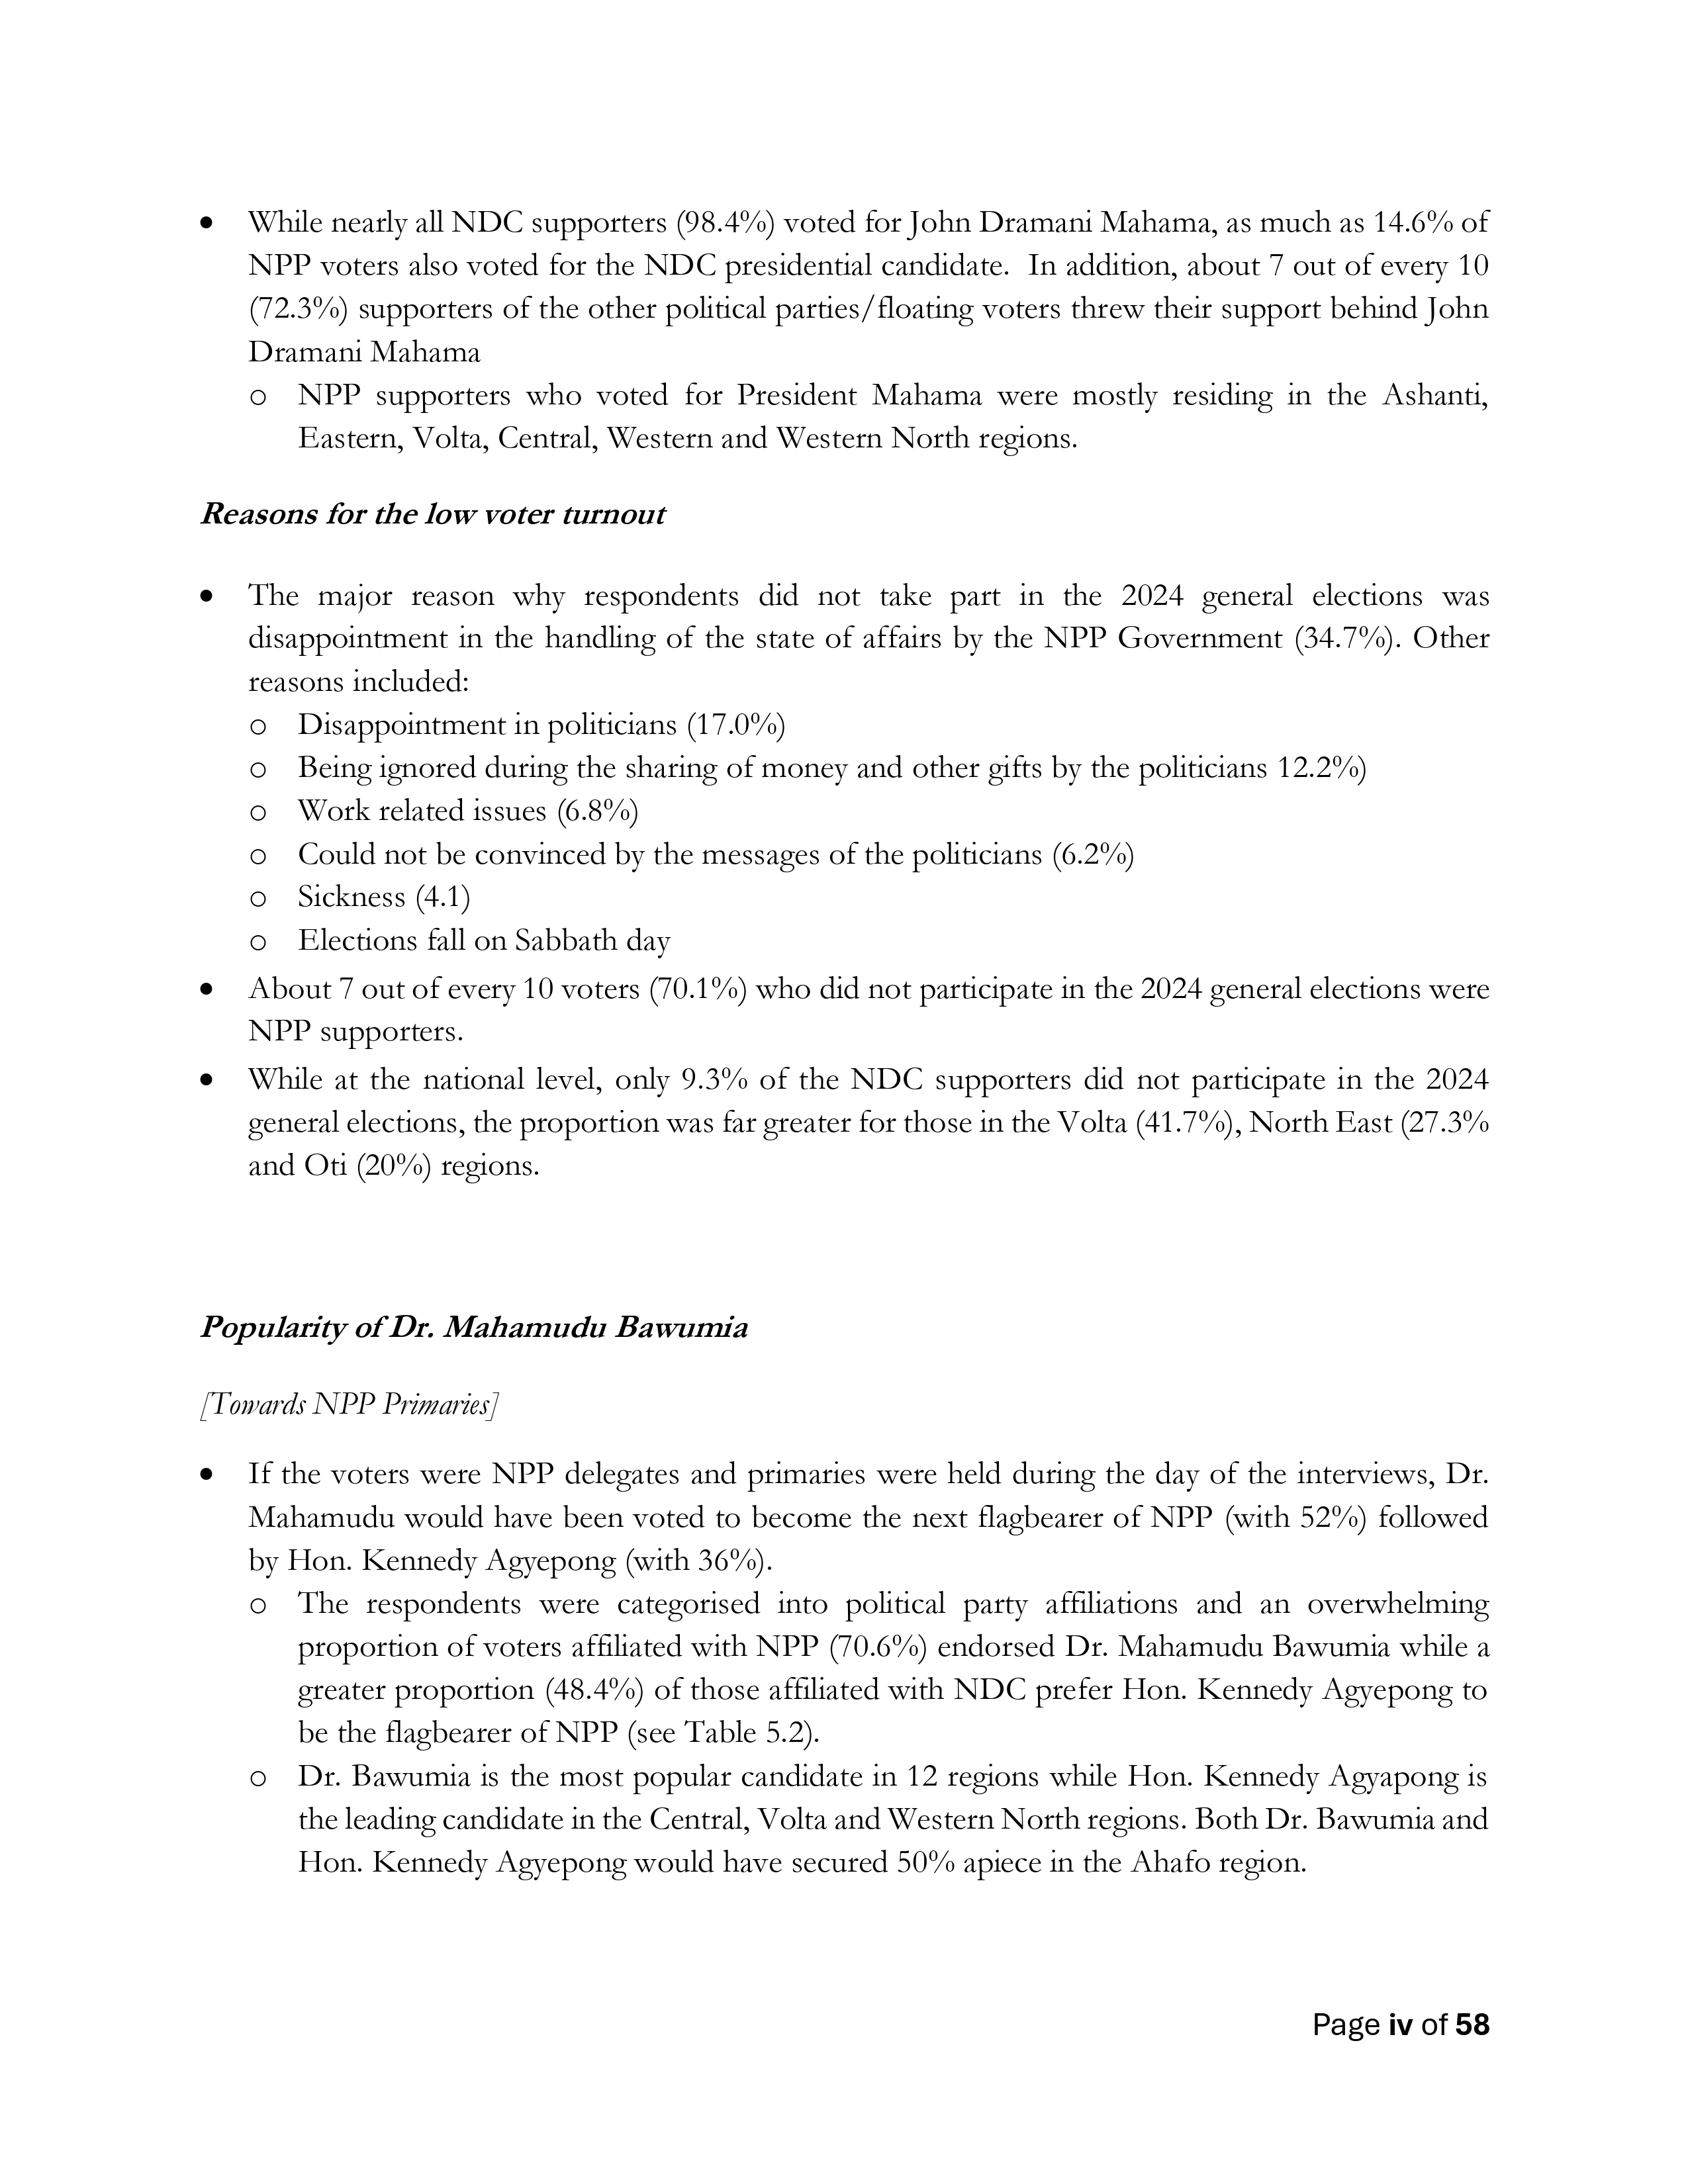 • While nearly all NDC supporters (98.4%) voted for John Dramani Mahama, as much as 14.6% of
NPP voters also voted for the NDC presidential candidate.  In addition, about 7 out of every 10
(72.3%) supporters of the other political parties/floating voters threw their support behind John
Dramani Mahama
o NPP supporters who voted for President Mahama were mostly residing in the Ashanti,
Eastern, Volta, Central, Western and Western North regions.
Reasons for the low voter turnout
• The major reason why respondents did not take part in the 2024 general elections was
disappointment in the handling of the state of affairs by the NPP Government (34.7%). Other
reasons included:
o Disappointment in politicians (17.0%)
o Being ignored during the sharing of money and other gifts by the politicians 12.2%)
o Work related issues (6.8%)
o Could not be convinced by the messages of the politicians (6.2%)
o Sickness (4.1)
o Elections fall on Sabbath day
• About 7 out of every 10 voters (70.1%) who did not participate in the 2024 general elections were
NPP supporters.
• While at the national level, only 9.3% of the NDC supporters did not participate in the 2024
general elections, the proportion was far greater for those in the Volta (41.7%), North East (27.3%
and Oti (20%) regions.
Popularity of Dr. Mahamudu Bawumia
[Towards NPP Primaries]
• If the voters were NPP delegates and primaries were held during the day of the interviews, Dr.
Mahamudu would have been voted to become the next flagbearer of NPP (with 52%) followed
by Hon. Kennedy Agyepong (with 36%).
o The respondents were categorised into political party affiliations and an overwhelming
proportion of voters affiliated with NPP (70.6%) endorsed Dr. Mahamudu Bawumia while a
greater proportion (48.4%) of those affiliated with NDC prefer Hon. Kennedy Agyepong to
be the flagbearer of NPP (see Table 5.2).
o Dr. Bawumia is the most popular candidate in 12 regions while Hon. Kennedy Agyapong is
the leading candidate in the Central, Volta and Western North regions. Both Dr. Bawumia and
Hon. Kennedy Agyepong would have secured 50% apiece in the Ahafo region.
Page iv of 58